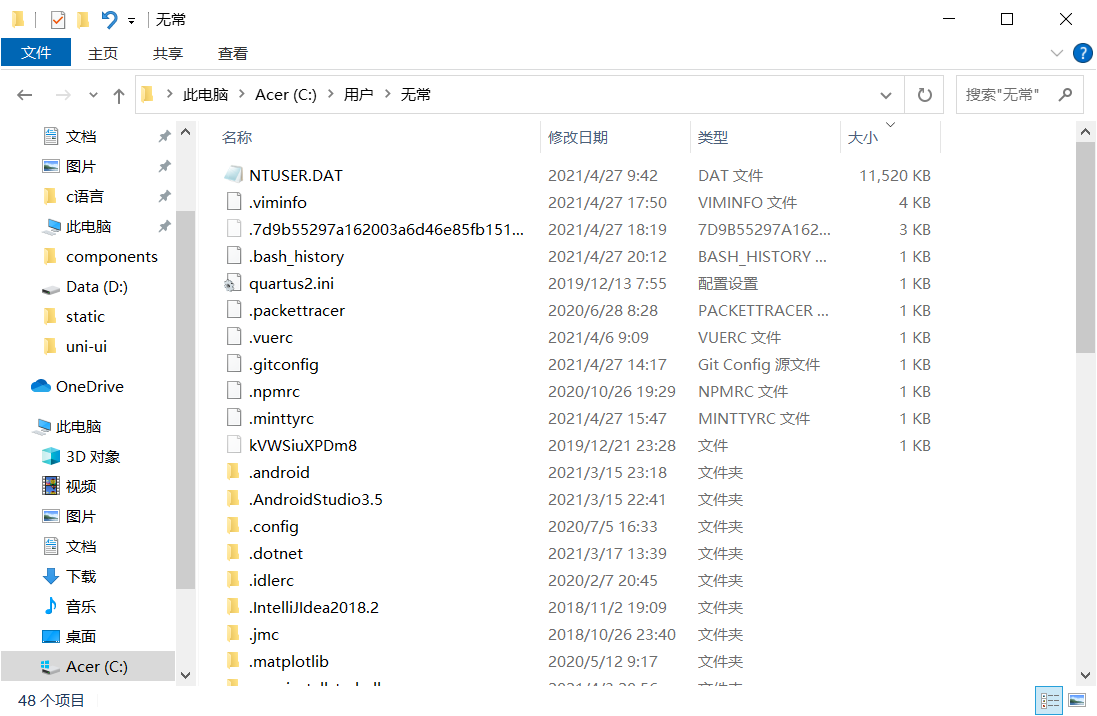 无常
文件 主页 共享 查看
此电脑 Acer (C:) 用户 无常 搜索"无常"
名称 修改日期 类型 大小
文档
图片
c语言
此电脑
components
Data (D:)
static
uni-ui
OneDrive
此电脑
3D 对象
视频
图片
文档
下载
音乐
桌面
Acer (C:)
NTUSER.DAT 2021/4/27 9:42 DAT 文件 11,520 KB
.viminfo 2021/4/27 17:50 VIMINFO 文件 4 KB
.7d9b55297a162003a6d46e85fb151... 2021/4/27 18:19 7D9B55297A162... 3 KB
.bash_history 2021/4/27 20:12 BASH_HISTORY ... 1 KB
quartus2.ini 2019/12/13 7:55 配置设置 1 KB
.packettracer 2020/6/28 8:28 PACKETTRACER ... 1 KB
.vuerc 2021/4/6 9:09 VUERC 文件 1 KB
.gitconfig 2021/4/27 14:17 Git Config 源文件 1 KB
.npmrc 2020/10/26 19:29 NPMRC 文件 1 KB
.minttyrc 2021/4/27 15:47 MINTTYRC 文件 1 KB
kVWSiuXPDm8 2019/12/21 23:28 文件 1 KB
.android 2021/3/15 23:18 文件夹
.AndroidStudio3.5 2021/3/15 22:41 文件夹
.config 2020/7/5 16:33 文件夹
.dotnet 2021/3/17 13:39 文件夹
.idlerc 2020/2/7 20:45 文件夹
.IntelliJIdea2018.2 2018/11/2 19:09 文件夹
.jmc 2018/10/26 23:40 文件夹
.matplotlib 2020/5/12 9:17 文件夹
48 个项目